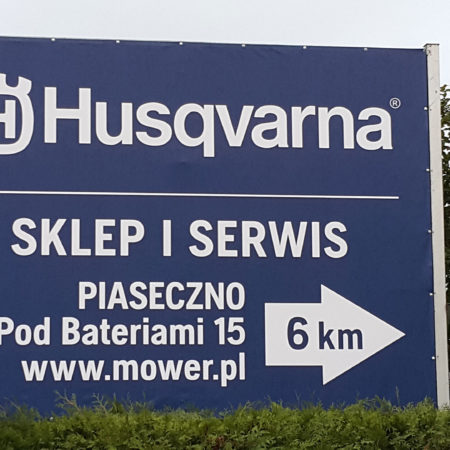 Husqvarna®
SKLEP I SERWIS
PIASECZNO
Pod Bateriami 15
www.mower.pl
6 km